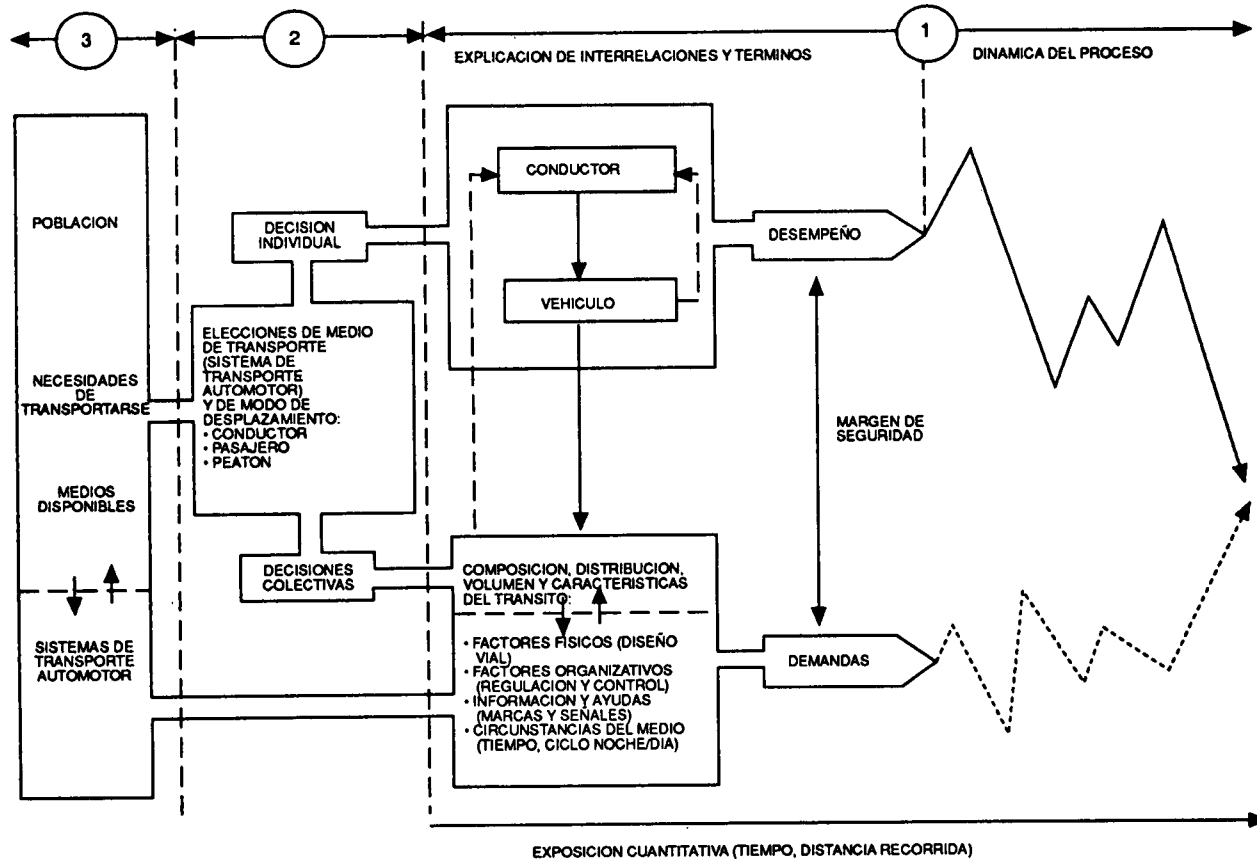 3
2
1
EXPLICACION DE INTERRELACIONES Y TERMINOS
DINAMICA DEL PROCESO
POBLACION
NECESIDADES
DE
TRANSPORTARSE
MEDIOS
DISPONIBLES
SISTEMAS DE
TRANSPORTE
AUTOMOTOR
DECISION
INDIVIDUAL
ELECCIONES DE MEDIO
DE TRANSPORTE
(SISTEMA DE
TRANSPORTE
AUTOMOTOR)
Y DE MODO DE
DESPLAZAMIENTO:
• CONDUCTOR
• PASAJERO
• PEATON
DECISIONES
COLECTIVAS
CONDUCTOR
VEHICULO
COMPOSICION, DISTRIBUCION,
VOLUMEN Y CARACTERISTICAS
DEL TRANSITO:
• FACTORES FISICOS (DISEÑO
VIAL)
• FACTORES ORGANIZATIVOS
(REGULACION Y CONTROL)
• INFORMACION Y AYUDAS
(MARCAS Y SEÑALES)
• CIRCUNSTANCIAS DEL MEDIO
(TIEMPO, CICLO NOCHE/DIA)
DESEMPEÑO
MARGEN DE
SEGURIDAD
DEMANDAS
EXPOSICION CUANTITATIVA (TIEMPO, DISTANCIA RECORRIDA)